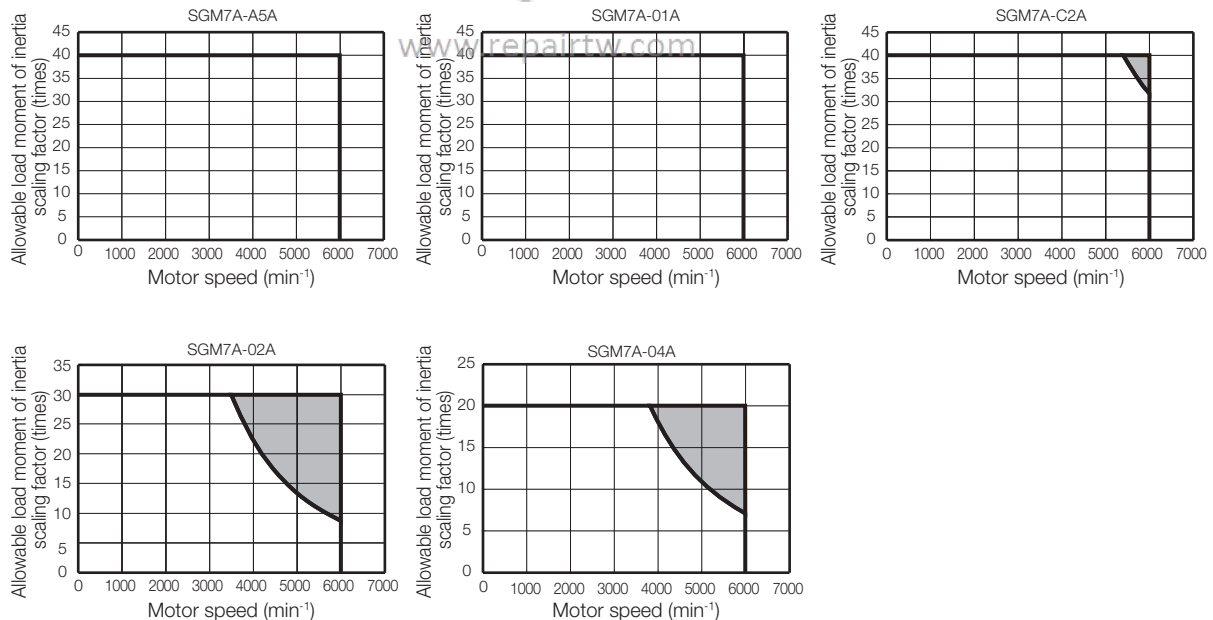 www.repairtw.com
SGM7A-A5A
Allowable load moment of inertia
scaling factor (times)
45
40
35
30
25
20
15
10
5
0
0 1000 2000 3000 4000 5000 6000 7000
Motor speed (min-1)
SGM7A-01A
Allowable load moment of inertia
scaling factor (times)
45
40
35
30
25
20
15
10
5
0
0 1000 2000 3000 4000 5000 6000 7000
Motor speed (min-1)
SGM7A-C2A
Allowable load moment of inertia
scaling factor (times)
45
40
35
30
25
20
15
10
5
0
0 1000 2000 3000 4000 5000 6000 7000
Motor speed (min-1)
SGM7A-02A
Allowable load moment of inertia
scaling factor (times)
35
30
25
20
15
10
5
0
0 1000 2000 3000 4000 5000 6000 7000
Motor speed (min-1)
SGM7A-04A
Allowable load moment of inertia
scaling factor (times)
25
20
15
10
5
0
0 1000 2000 3000 4000 5000 6000 7000
Motor speed (min-1)